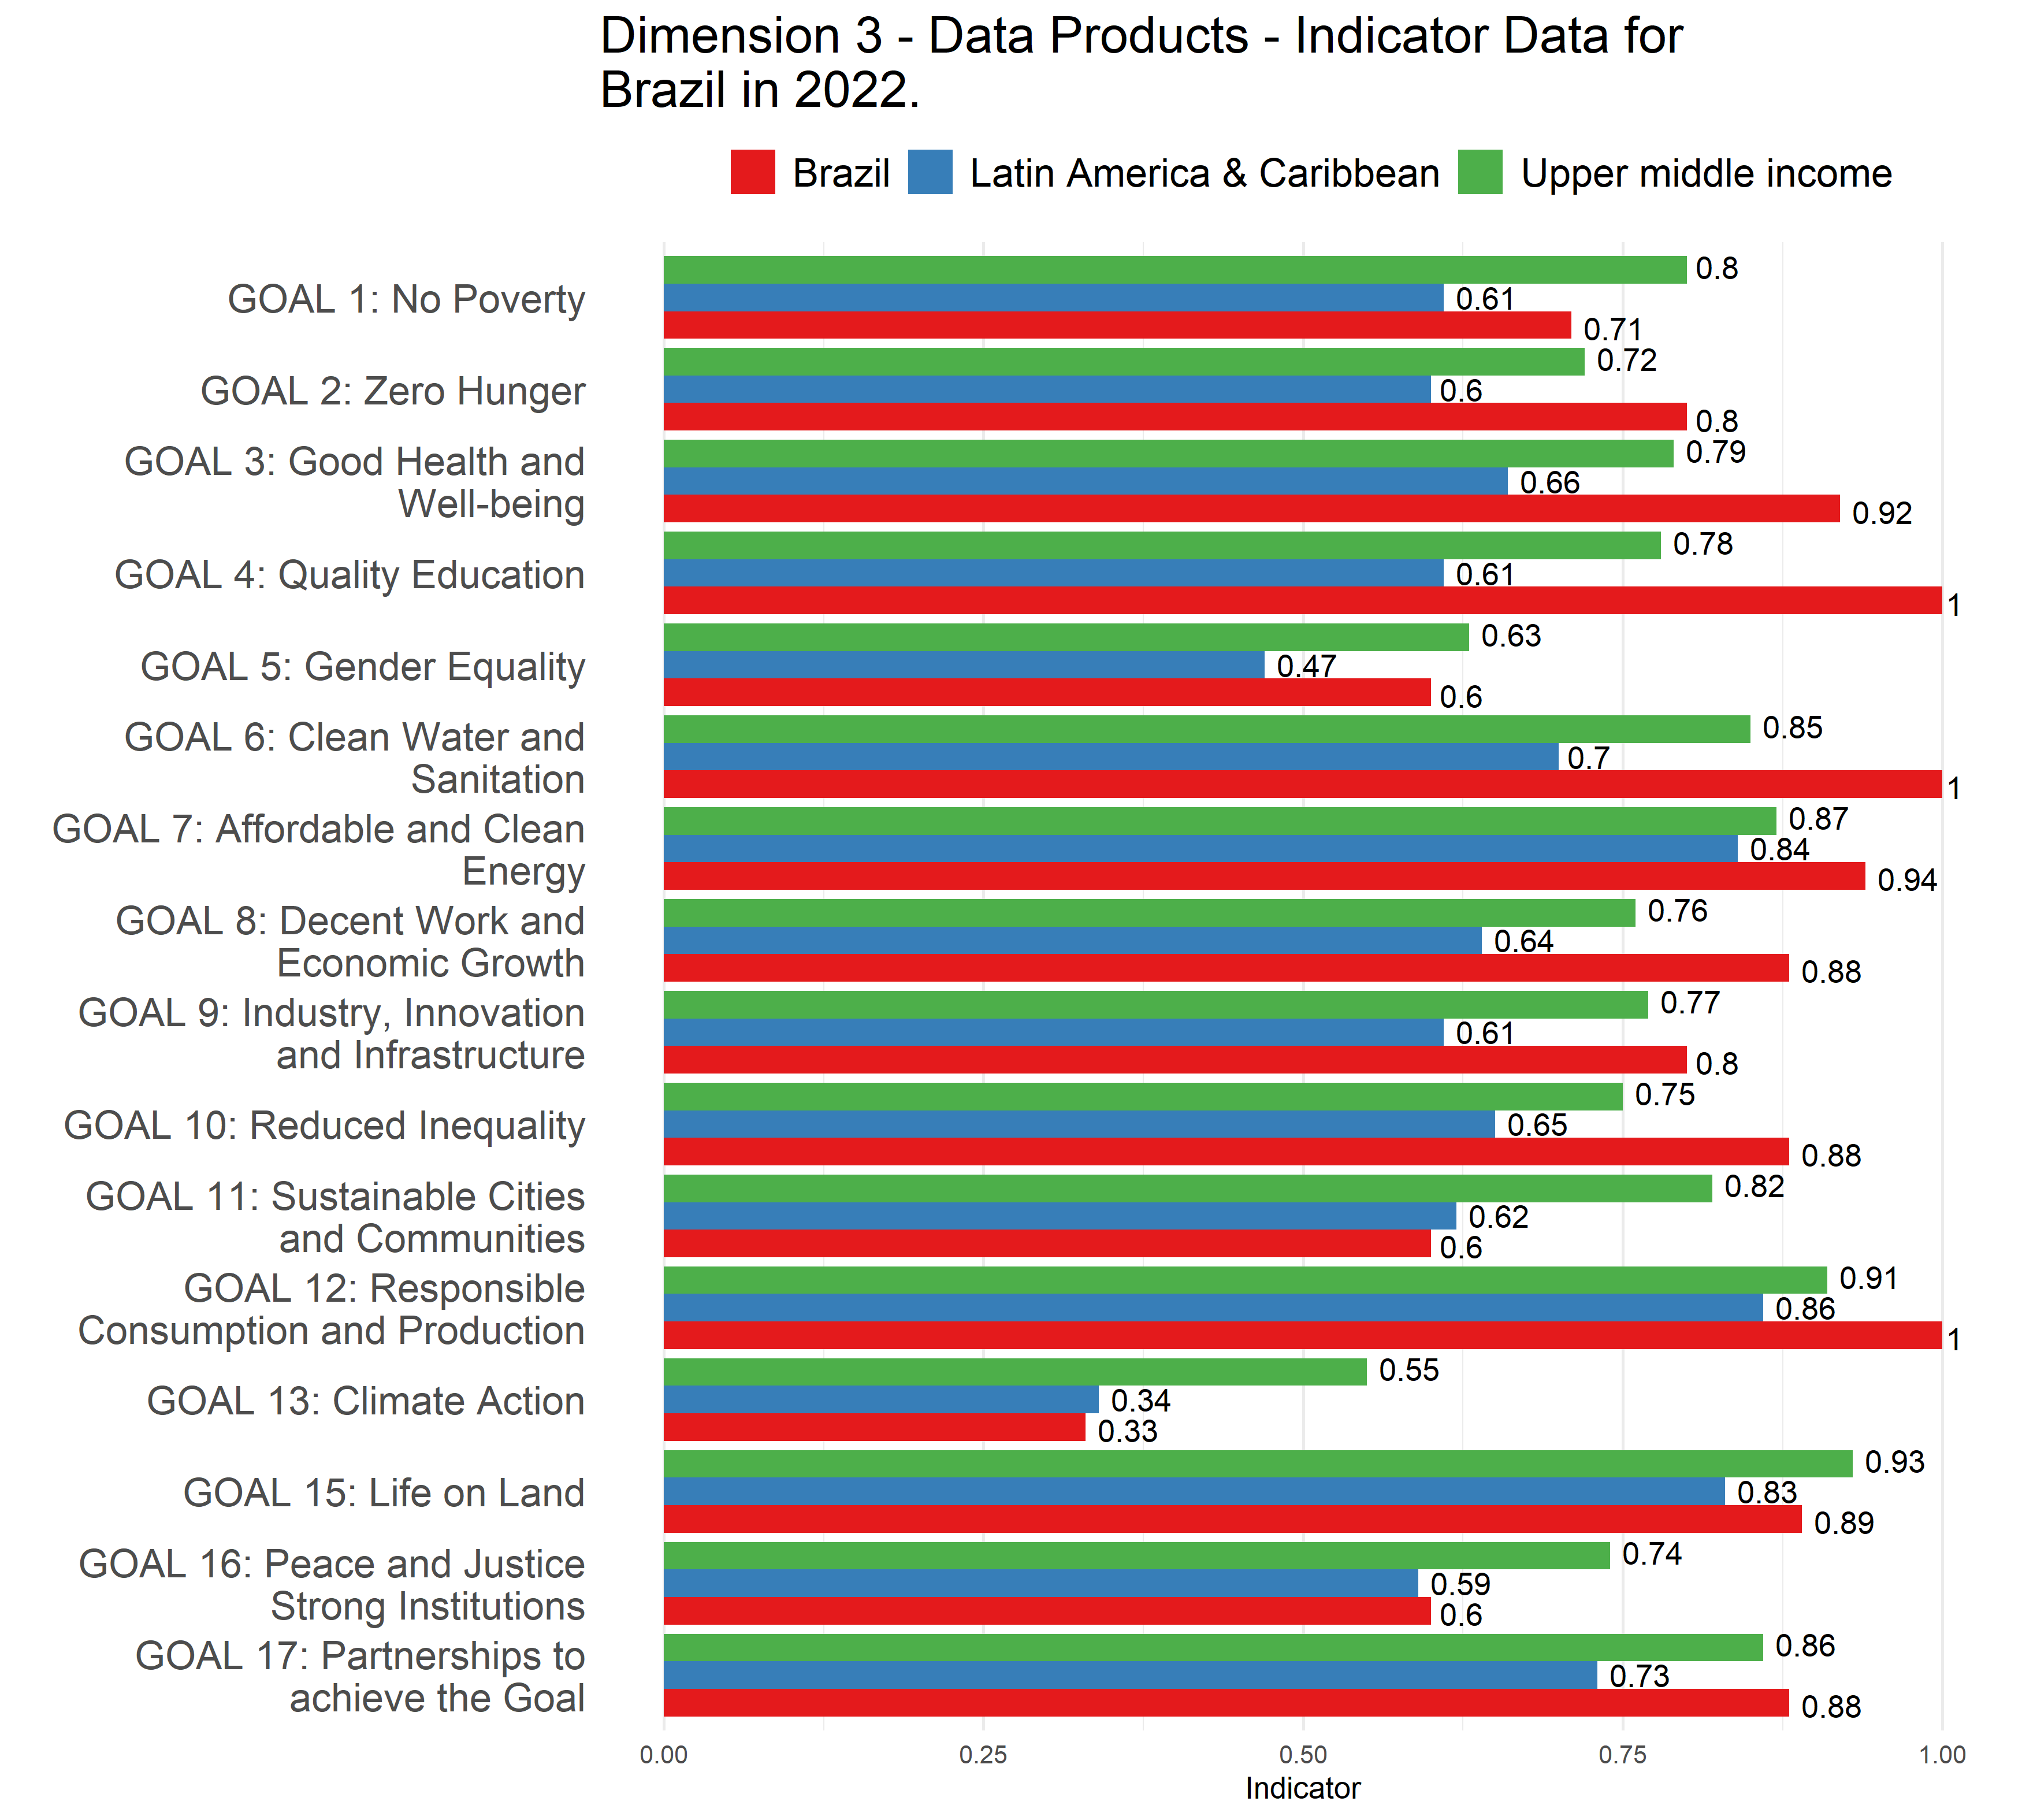 Dimension 3 - Data Products - Indicator Data for
Brazil in 2022.
Brazil Latin America & Caribbean Upper middle income
GOAL 1: No Poverty
0.8
0.61
0.71
GOAL 2: Zero Hunger
0.72
0.6
0.8
GOAL 3: Good Health and
Well-being
0.79
0.66
0.92
GOAL 4: Quality Education
0.78
0.61
1
GOAL 5: Gender Equality
0.63
0.47
0.6
GOAL 6: Clean Water and
Sanitation
0.85
0.7
1
GOAL 7: Affordable and Clean
Energy
0.87
0.84
0.94
GOAL 8: Decent Work and
Economic Growth
0.76
0.64
0.88
GOAL 9: Industry, Innovation
and Infrastructure
0.77
0.61
0.8
GOAL 10: Reduced Inequality
0.75
0.65
0.88
GOAL 11: Sustainable Cities
and Communities
0.82
0.62
0.6
GOAL 12: Responsible
Consumption and Production
0.91
0.86
1
GOAL 13: Climate Action
0.55
0.34
0.33
GOAL 15: Life on Land
0.93
0.83
0.89
GOAL 16: Peace and Justice
Strong Institutions
0.74
0.59
0.6
GOAL 17: Partnerships to
achieve the Goal
0.86
0.73
0.88
0.00 0.25 0.50 0.75 1.00
Indicator